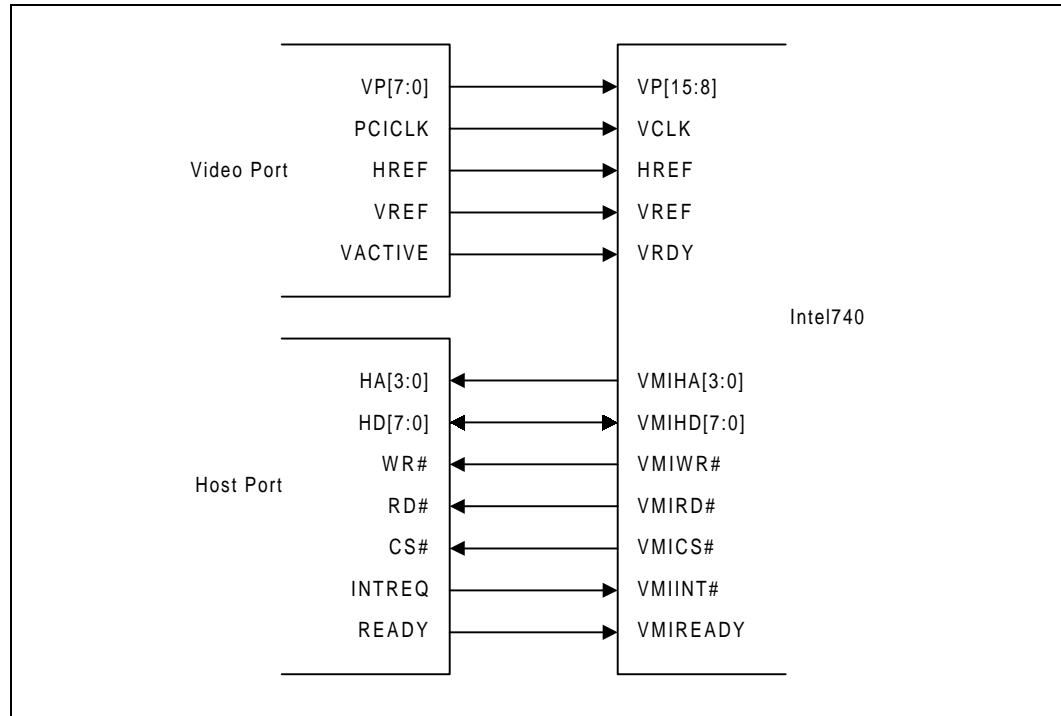 VP[7:0] VP[15:8]
PCICLK VCLK
Video Port HREF HREF
VREF VREF
VACTIVE VRDY
Intel740
HA[3:0] VMIHA[3:0]
HD[7:0] VMIHD[7:0]
WR# VMIWR#
Host Port
RD# VMIRD#
CS# VMICS#
INTREQ VMIINT#
READY VMIREADY